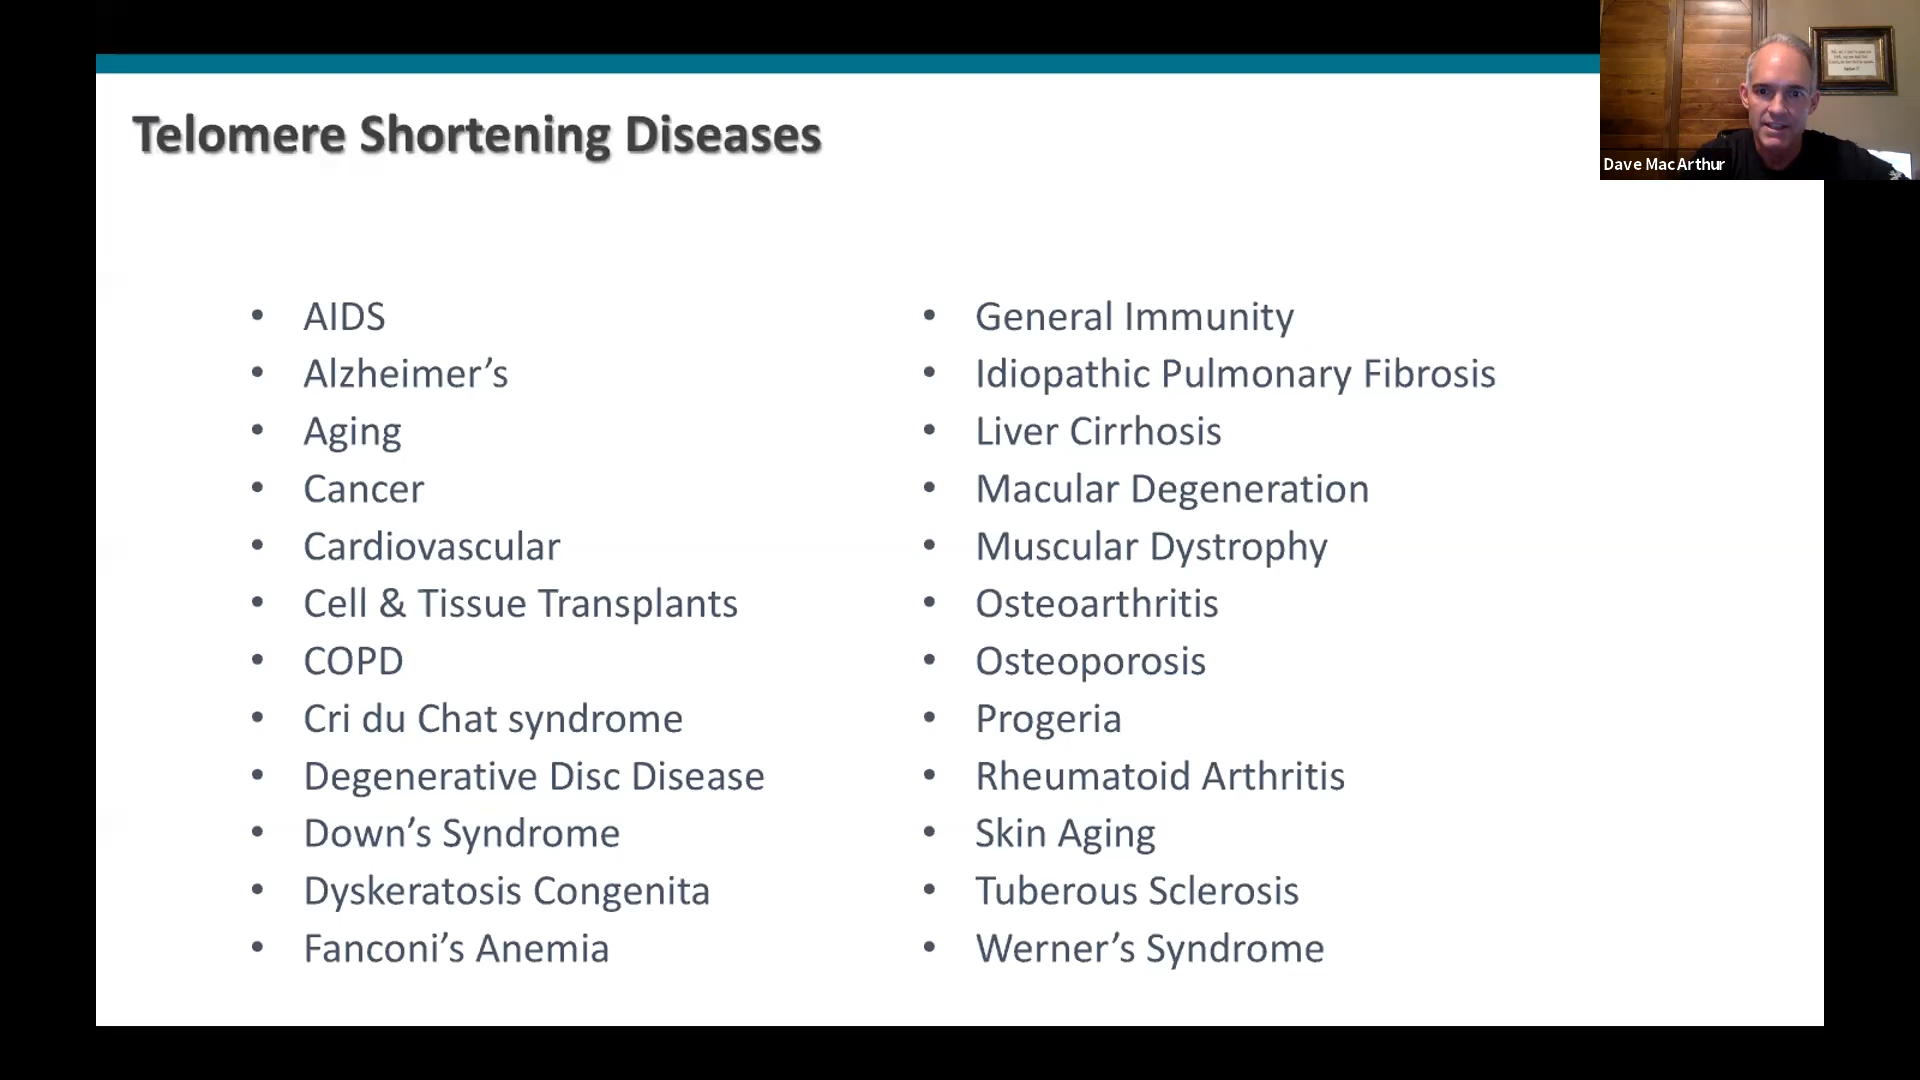 Telomere Shortening Diseases
Dave MacArthur
• AIDS
• Alzheimer’s
• Aging
• Cancer
• Cardiovascular
• Cell & Tissue Transplants
• COPD
• Cri du Chat syndrome
• Degenerative Disc Disease
• Down’s Syndrome
• Dyskeratosis Congenita
• Fanconi’s Anemia
• General Immunity
• Idiopathic Pulmonary Fibrosis
• Liver Cirrhosis
• Macular Degeneration
• Muscular Dystrophy
• Osteoarthritis
• Osteoporosis
• Progeria
• Rheumatoid Arthritis
• Skin Aging
• Tuberous Sclerosis
• Werner’s Syndrome